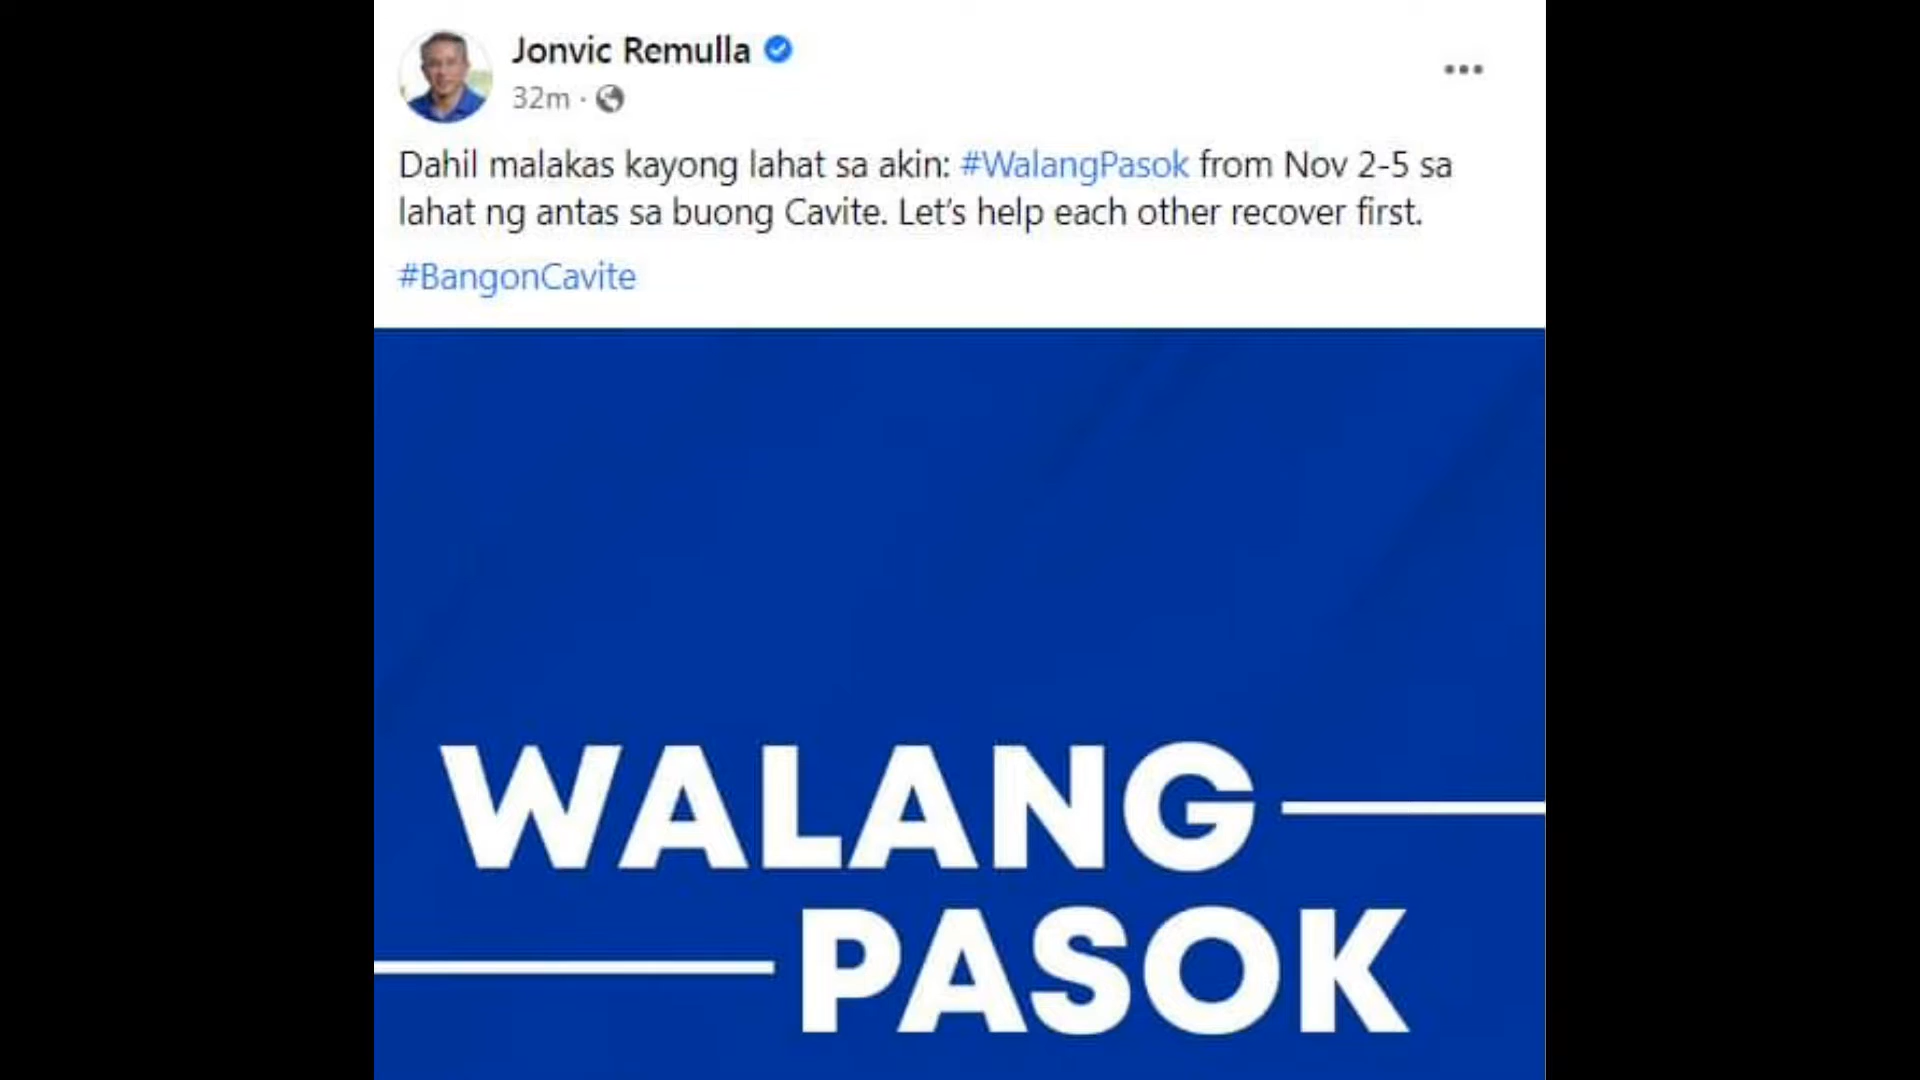 Jonvic Remulla
32m ·
Dahil malakas kayong lahat sa akin: #WalangPasok from Nov 2-5 sa
lahat ng antas sa buong Cavite. Let's help each other recover first.
#BangonCavite
WALANG
PASOK